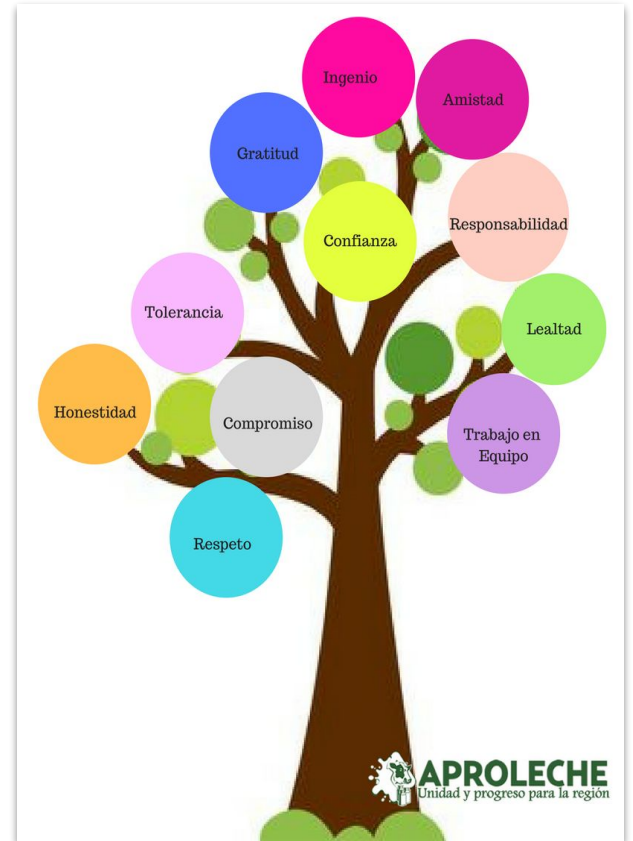 Ingenio
Amistad
Gratitud
Responsabilidad
Confianza
Tolerancia
Lealtad
Honestidad
Compromiso
Trabajo en
Equipo
Respeto
APROLECHE
Unidad y progreso para la región